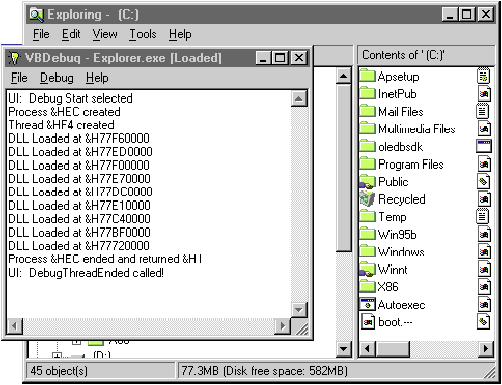 Exploring - (C:)
File Edit View Tools Help
VBDebug - Explorer.exe [Loaded]
File Debug Help
UI: Debug Start selected
Process &HEC created
Thread &HF4 created
DLL Loaded at &H77F60000
DLL Loaded at &H77ED0000
DLL Loaded at &H77F00000
DLL Loaded at &H77E70000
DLL Loaded at &H77DC0000
DLL Loaded at &H77E10000
DLL Loaded at &H77C40000
DLL Loaded at &H77BF0000
DLL Loaded at &H77720000
Process &HEC ended and returned &H1
UI: DebugThreadEnded called!
Contents of '(C:)'
Apsetup
InetPub
Mail Files
Multimedia Files
oledbsdk
Program Files
Public
Recycled
Temp
Win95b
Windows
Winnt
X86
Autoexec
boot.---
(D:)
45 object(s)
77.3MB (Disk free space: 582MB)